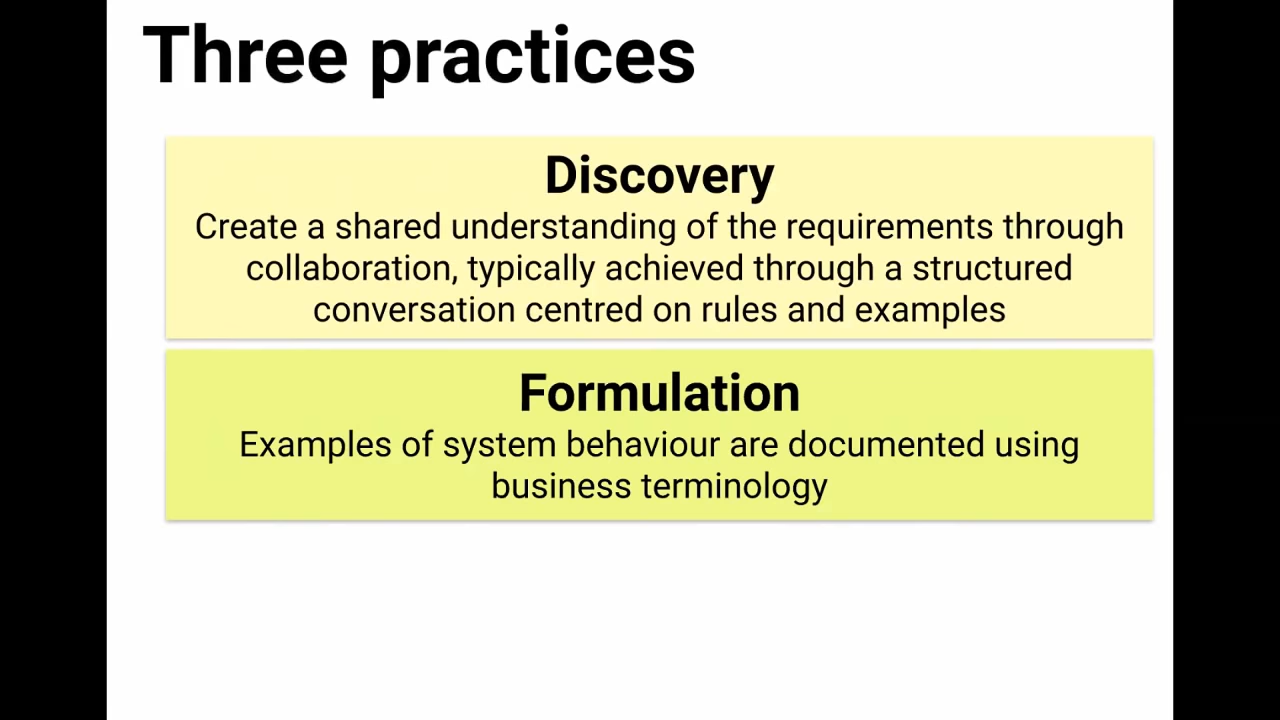 Three practices
Discovery
Create a shared understanding of the requirements through
collaboration, typically achieved through a structured
conversation centred on rules and examples
Formulation
Examples of system behaviour are documented using
business terminology